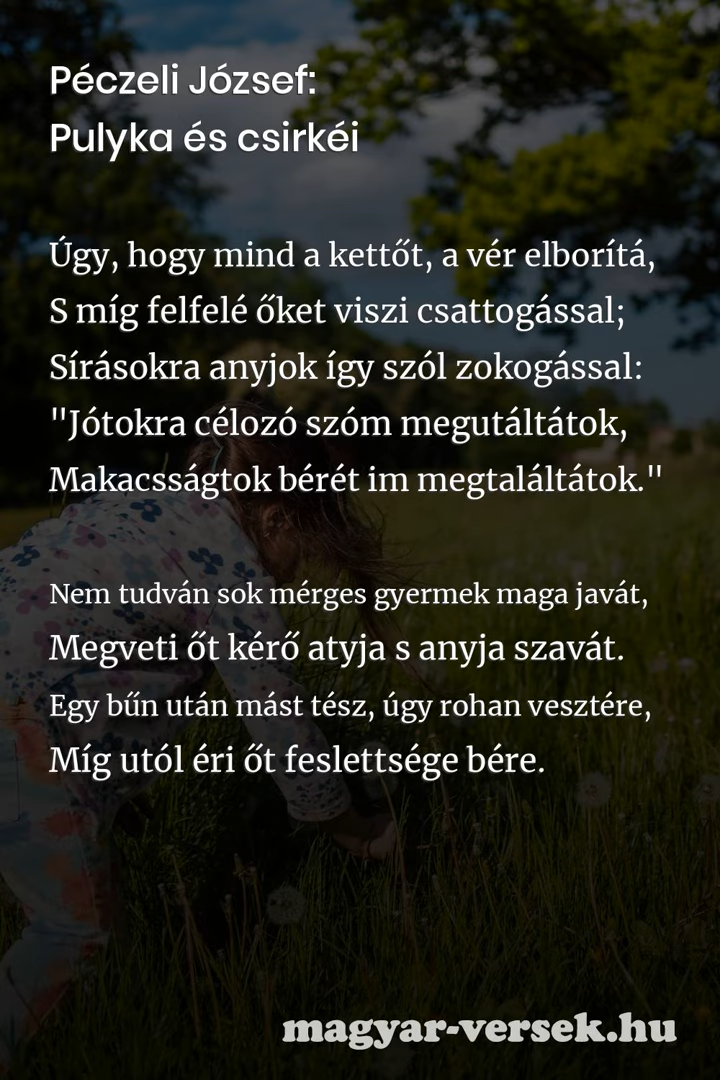 Péczeli József:
Pulyka és csirkéi
Úgy, hogy mind a kettőt, a vér elborítá,
S míg felfelé őket viszi csattogással;
Sírásokra anyjok így szól zokogással:
"Jótokra célozó szóm megutáltátok,
Makacsságtok bérét im megtaláltátok."
Nem tudván sok mérges gyermek maga javát,
Megveti őt kérő atyja s anyja szavát.
Egy bűn után mást tész, úgy rohan vesztére,
Míg utól éri őt feslettsége bére.
magyar-versek.hu